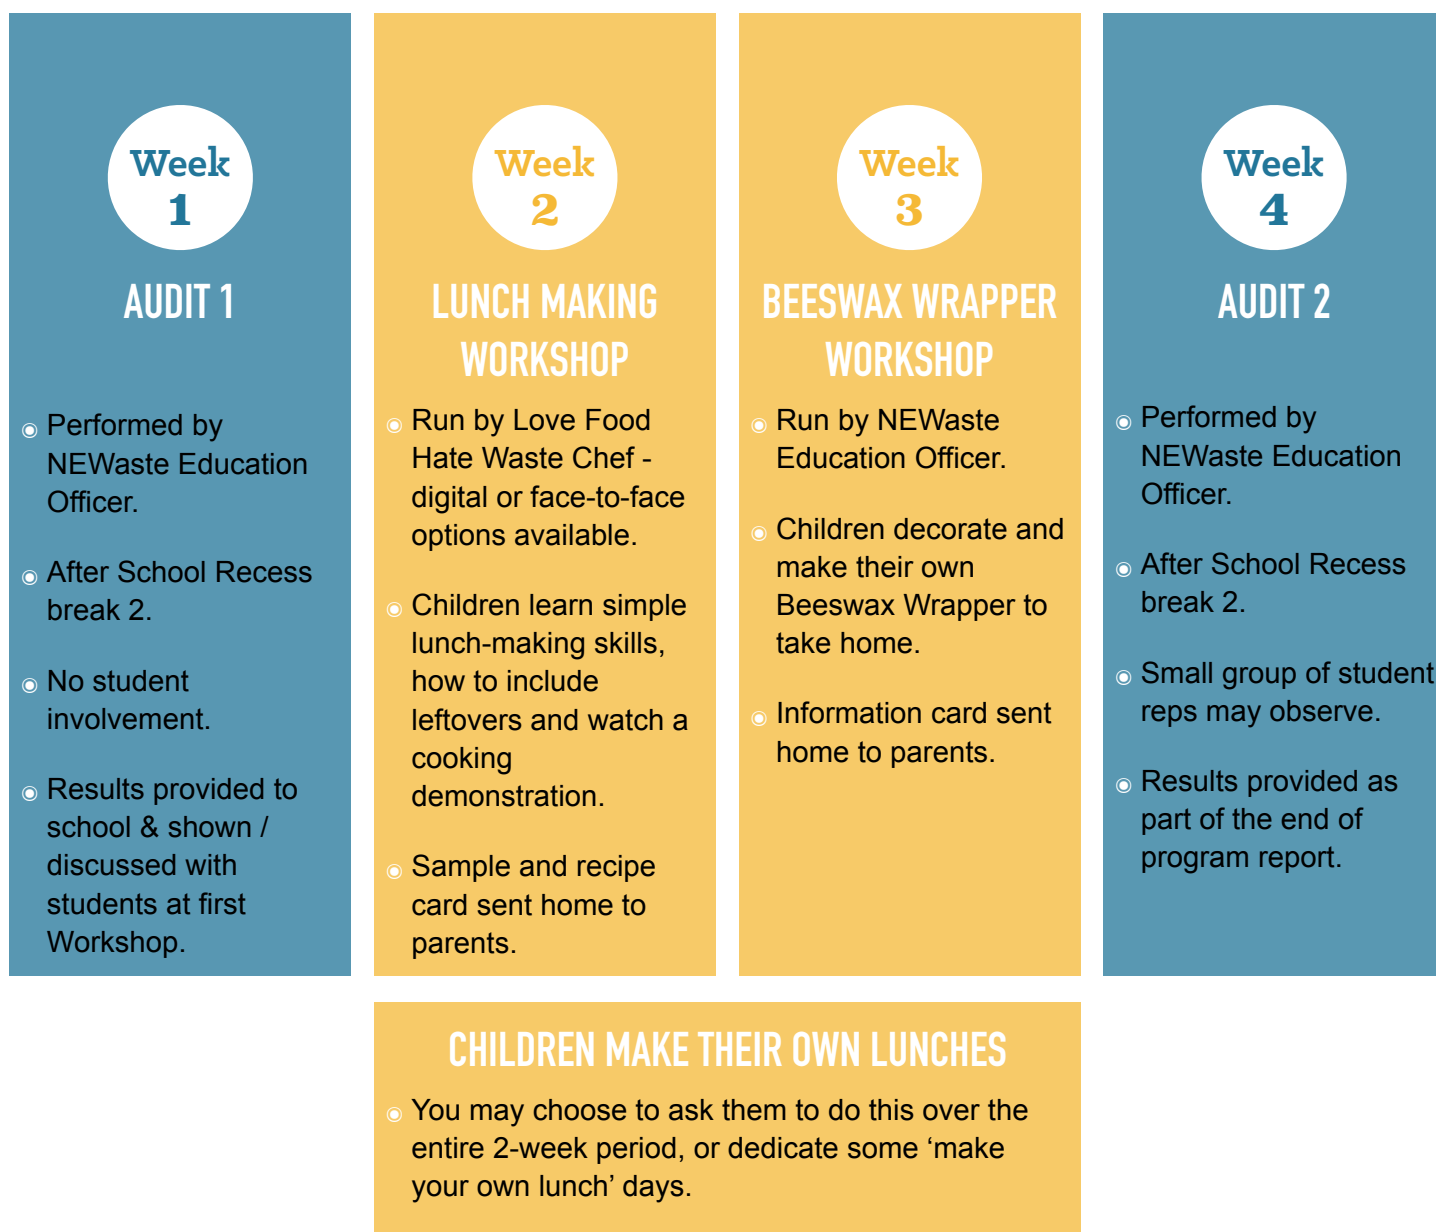 Week
1
AUDIT 1
◉ Performed by
NEWaste Education
Officer.
◉ After School Recess
break 2.
◉ No student
involvement.
◉ Results provided to
school & shown /
discussed with
students at first
Workshop.
Week
2
LUNCH MAKING
WORKSHOP
◉ Run by Love Food
Hate Waste Chef -
digital or face-to-face
options available.
◉ Children learn simple
lunch-making skills,
how to include
leftovers and watch a
cooking
demonstration.
◉ Sample and recipe
card sent home to
parents.
Week
3
BEESWAX WRAPPER
WORKSHOP
◉ Run by NEWaste
Education Officer.
◉ Children decorate and
make their own
Beeswax Wrapper to
take home.
◉ Information card sent
home to parents.
Week
4
AUDIT 2
◉ Performed by
NEWaste Education
Officer.
◉ After School Recess
break 2.
◉ Small group of student
reps may observe.
◉ Results provided as
part of the end of
program report.
CHILDREN MAKE THEIR OWN LUNCHES
◉ You may choose to ask them to do this over the
entire 2-week period, or dedicate some ‘make
your own lunch’ days.